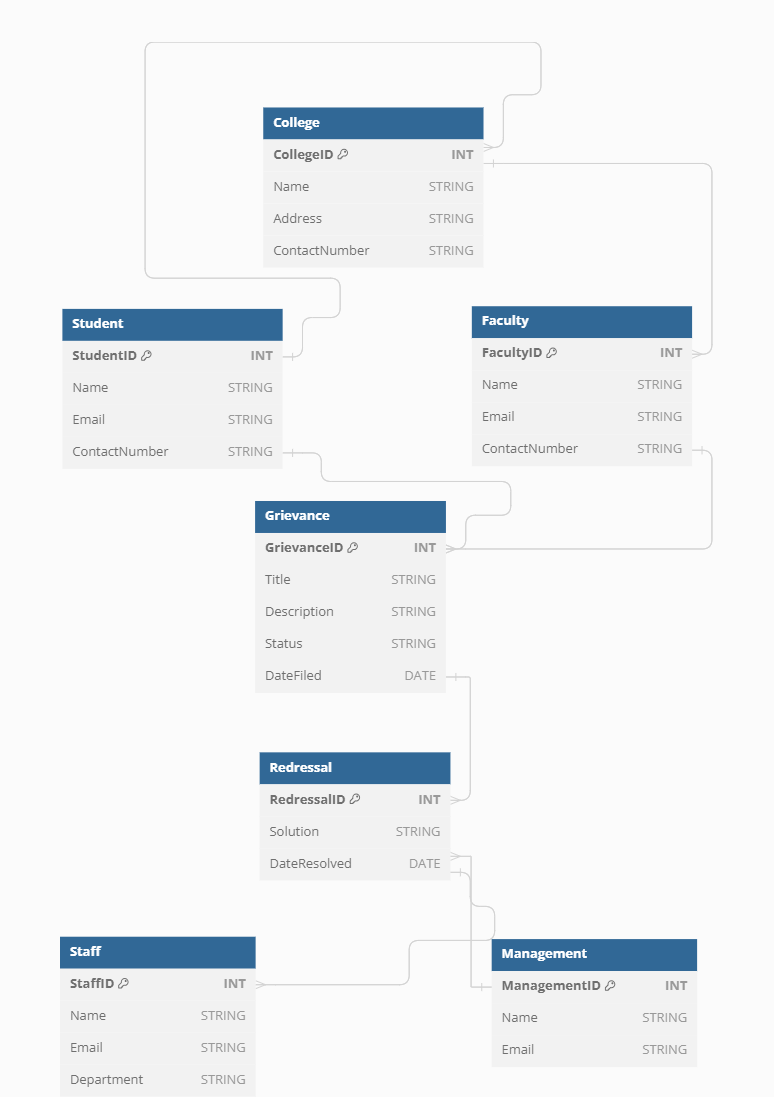 College
CollegeID INT
Name STRING
Address STRING
ContactNumber STRING
Student
StudentID INT
Name STRING
Email STRING
ContactNumber STRING
Faculty
FacultyID INT
Name STRING
Email STRING
ContactNumber STRING
Grievance
GrievanceID INT
Title STRING
Description STRING
Status STRING
DateFiled DATE
Redressal
RedressalID INT
Solution STRING
DateResolved DATE
Staff
StaffID INT
Name STRING
Email STRING
Department STRING
Management
ManagementID INT
Name STRING
Email STRING